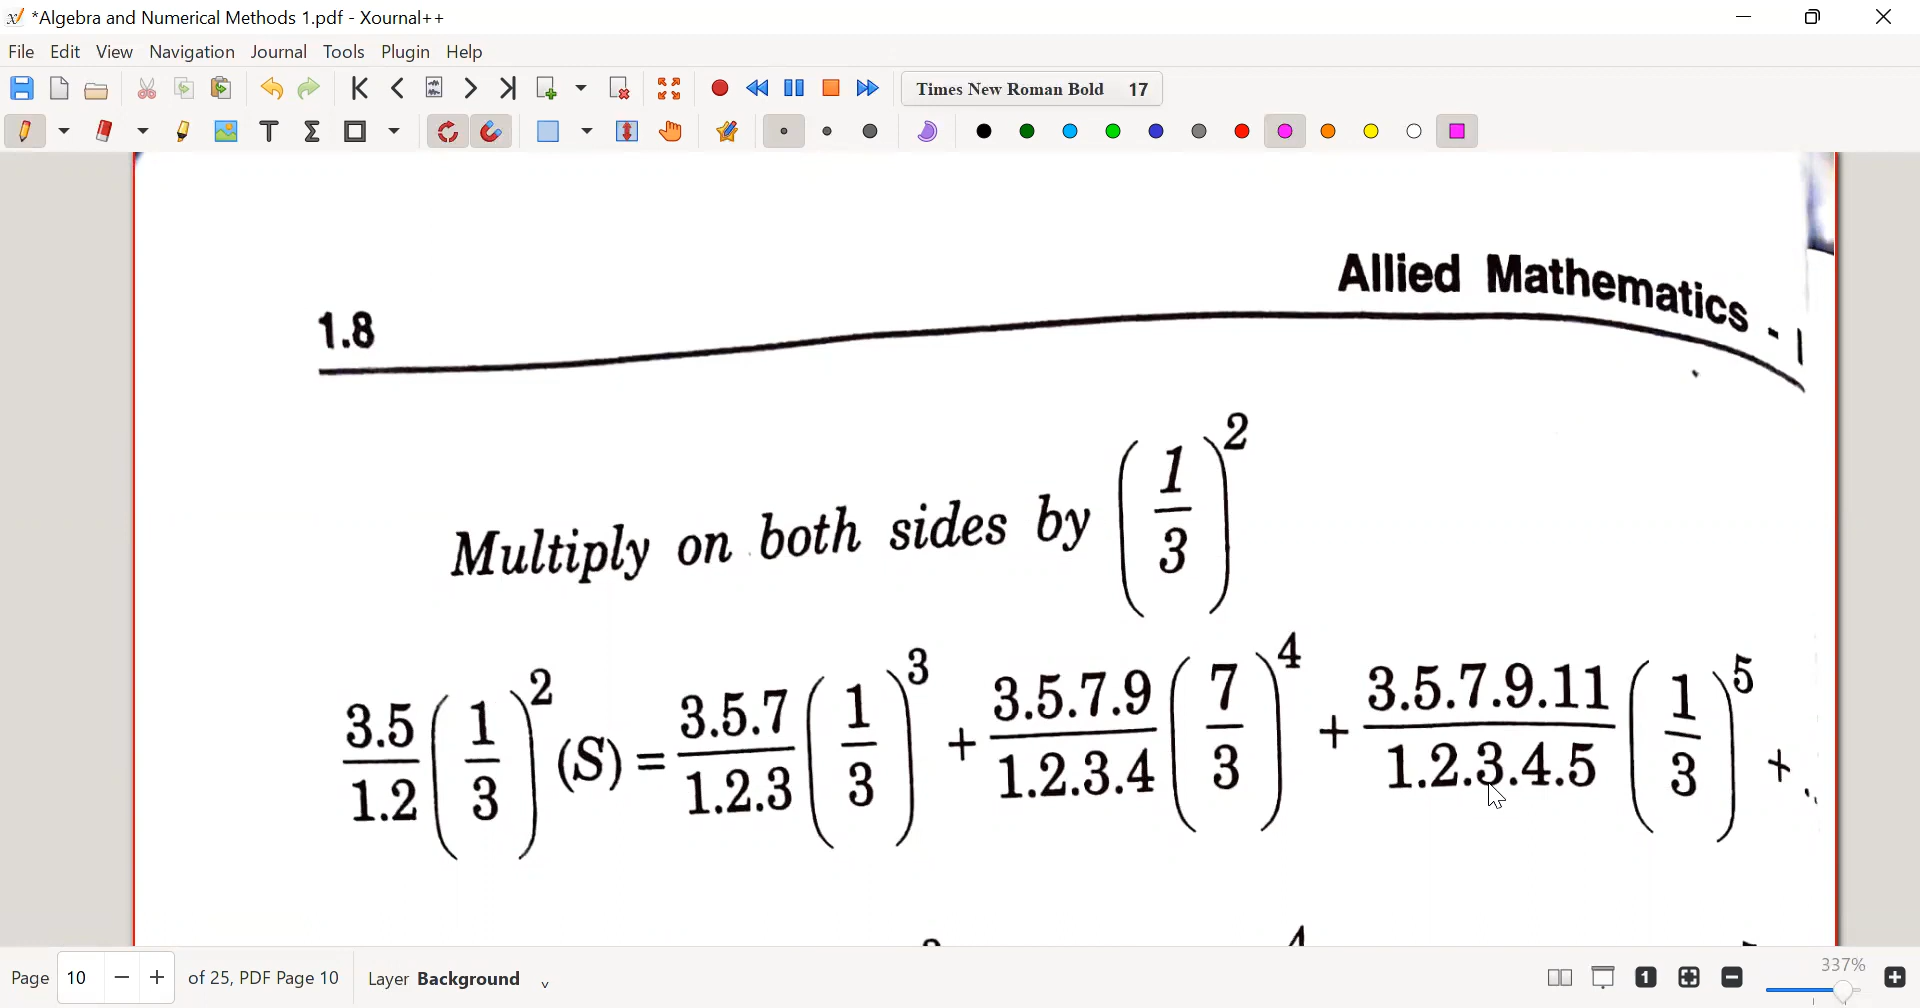 *Algebra and Numerical Methods 1.pdf - Xournal++
File Edit View Navigation Journal Tools Plugin Help
Times New Roman Bold 17
Allied Mathematics - I
1.8
Multiply on both sides by (1/3)^2
3.5/1.2 (1/3)^2 (S) = 3.5.7/1.2.3 (1/3)^3 + 3.5.7.9/1.2.3.4 (7/3)^4 + 3.5.7.9.11/1.2.3.4.5 (1/3)^5 + ..
Page 10 of 25, PDF Page 10 Layer Background 337%